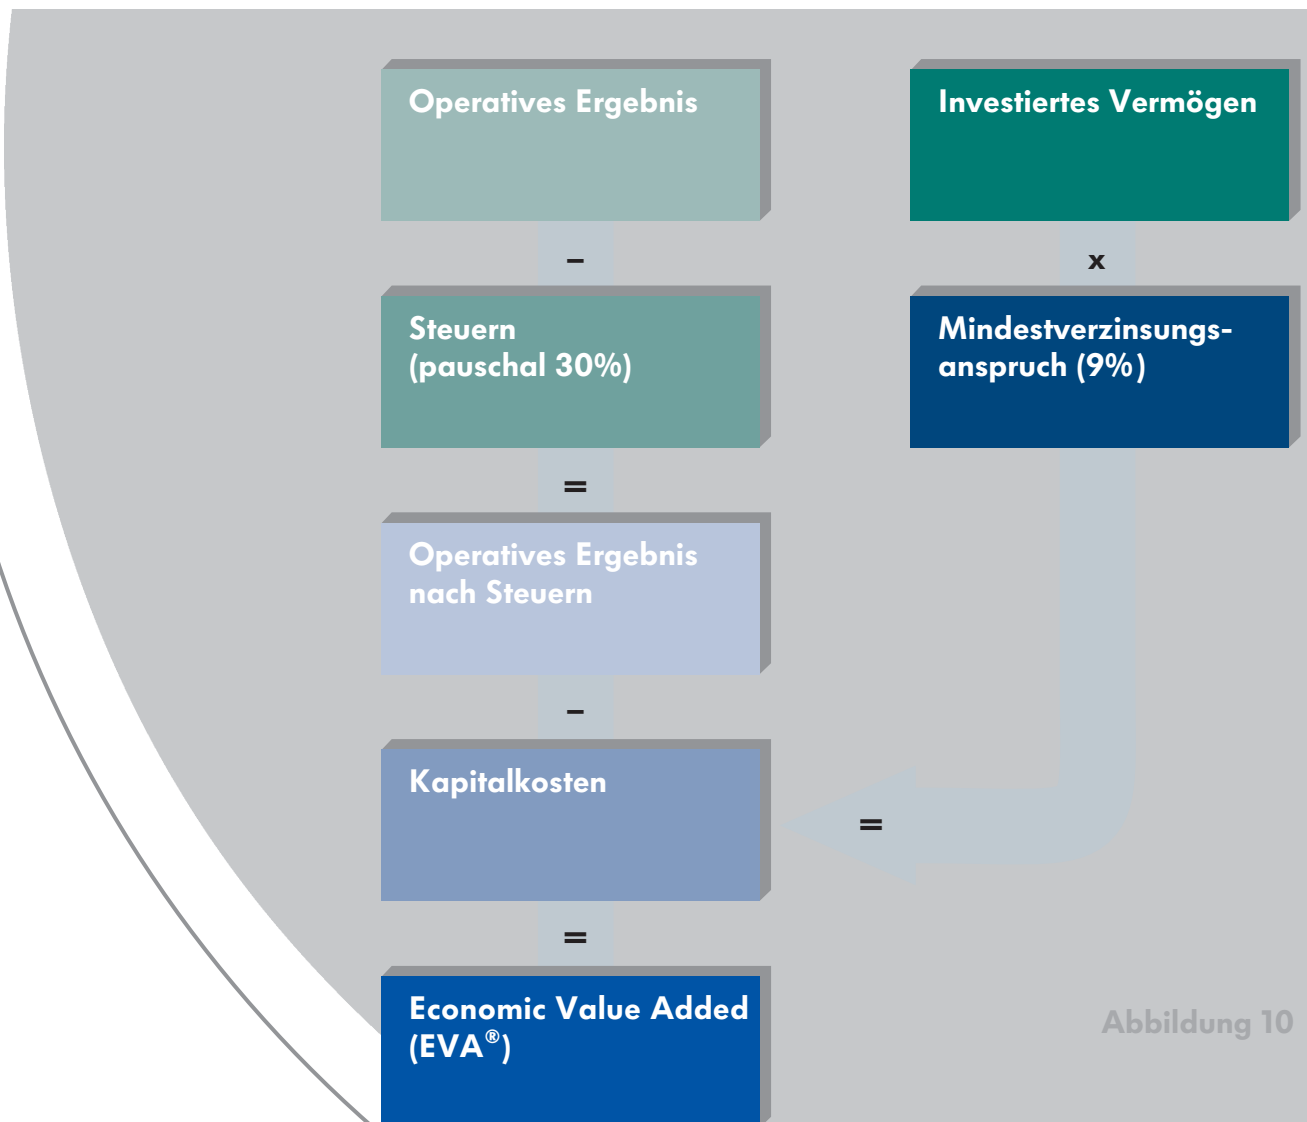 Operatives Ergebnis
–
Steuern
(pauschal 30%)
=
Operatives Ergebnis
nach Steuern
–
Kapitalkosten
=
Economic Value Added
(EVA®)
Investiertes Vermögen
x
Mindestverzinsungs-
anspruch (9%)
=
Abbildung 10